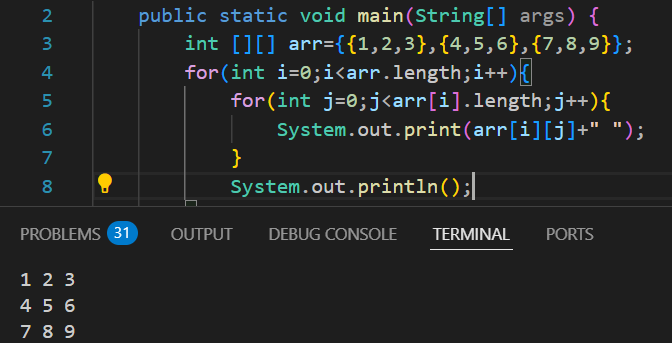 2 public static void main(String[] args) {
3 int [][] arr={{1,2,3},{4,5,6},{7,8,9}};
4 for(int i=0;i<arr.length;i++){
5 for(int j=0;j<arr[i].length;j++){
6 System.out.print(arr[i][j]+" ");
7 }
8 System.out.println();
PROBLEMS 31 OUTPUT DEBUG CONSOLE TERMINAL PORTS
1 2 3
4 5 6
7 8 9